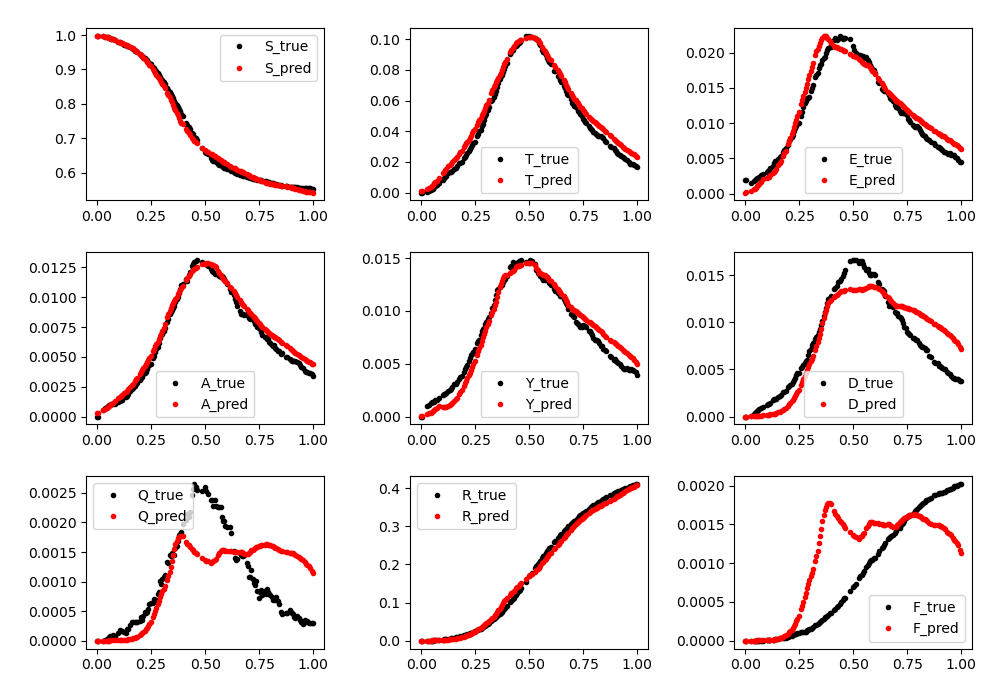 1.0
0.9
0.8
0.7
0.6
S_true
S_pred
0.00 0.25 0.50 0.75 1.00
0.10
0.08
0.06
0.04
0.02
0.00
T_true
T_pred
0.00 0.25 0.50 0.75 1.00
0.020
0.015
0.010
0.005
0.000
E_true
E_pred
0.00 0.25 0.50 0.75 1.00
0.0125
0.0100
0.0075
0.0050
0.0025
0.0000
A_true
A_pred
0.00 0.25 0.50 0.75 1.00
0.015
0.010
0.005
0.000
Y_true
Y_pred
0.00 0.25 0.50 0.75 1.00
0.015
0.010
0.005
0.000
D_true
D_pred
0.00 0.25 0.50 0.75 1.00
0.0025
0.0020
0.0015
0.0010
0.0005
0.0000
Q_true
Q_pred
0.00 0.25 0.50 0.75 1.00
0.4
0.3
0.2
0.1
0.0
R_true
R_pred
0.00 0.25 0.50 0.75 1.00
0.0020
0.0015
0.0010
0.0005
0.0000
F_true
F_pred
0.00 0.25 0.50 0.75 1.00